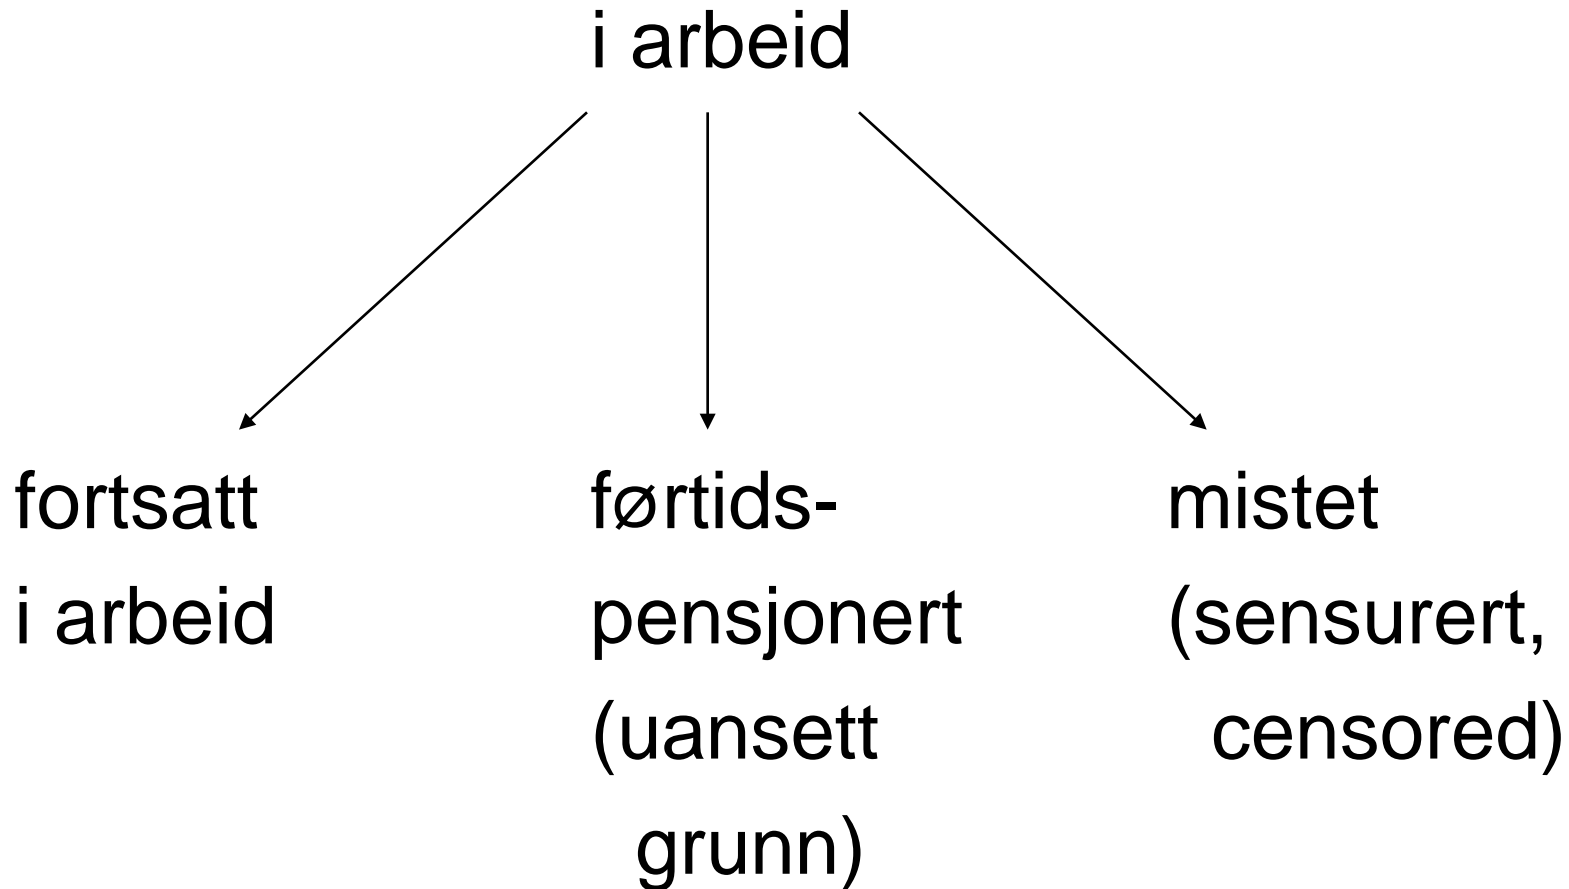 i arbeid
fortsatt
i arbeid
førtids-
pensjonert
(uansett
grunn)
mistet
(sensurert,
censored)